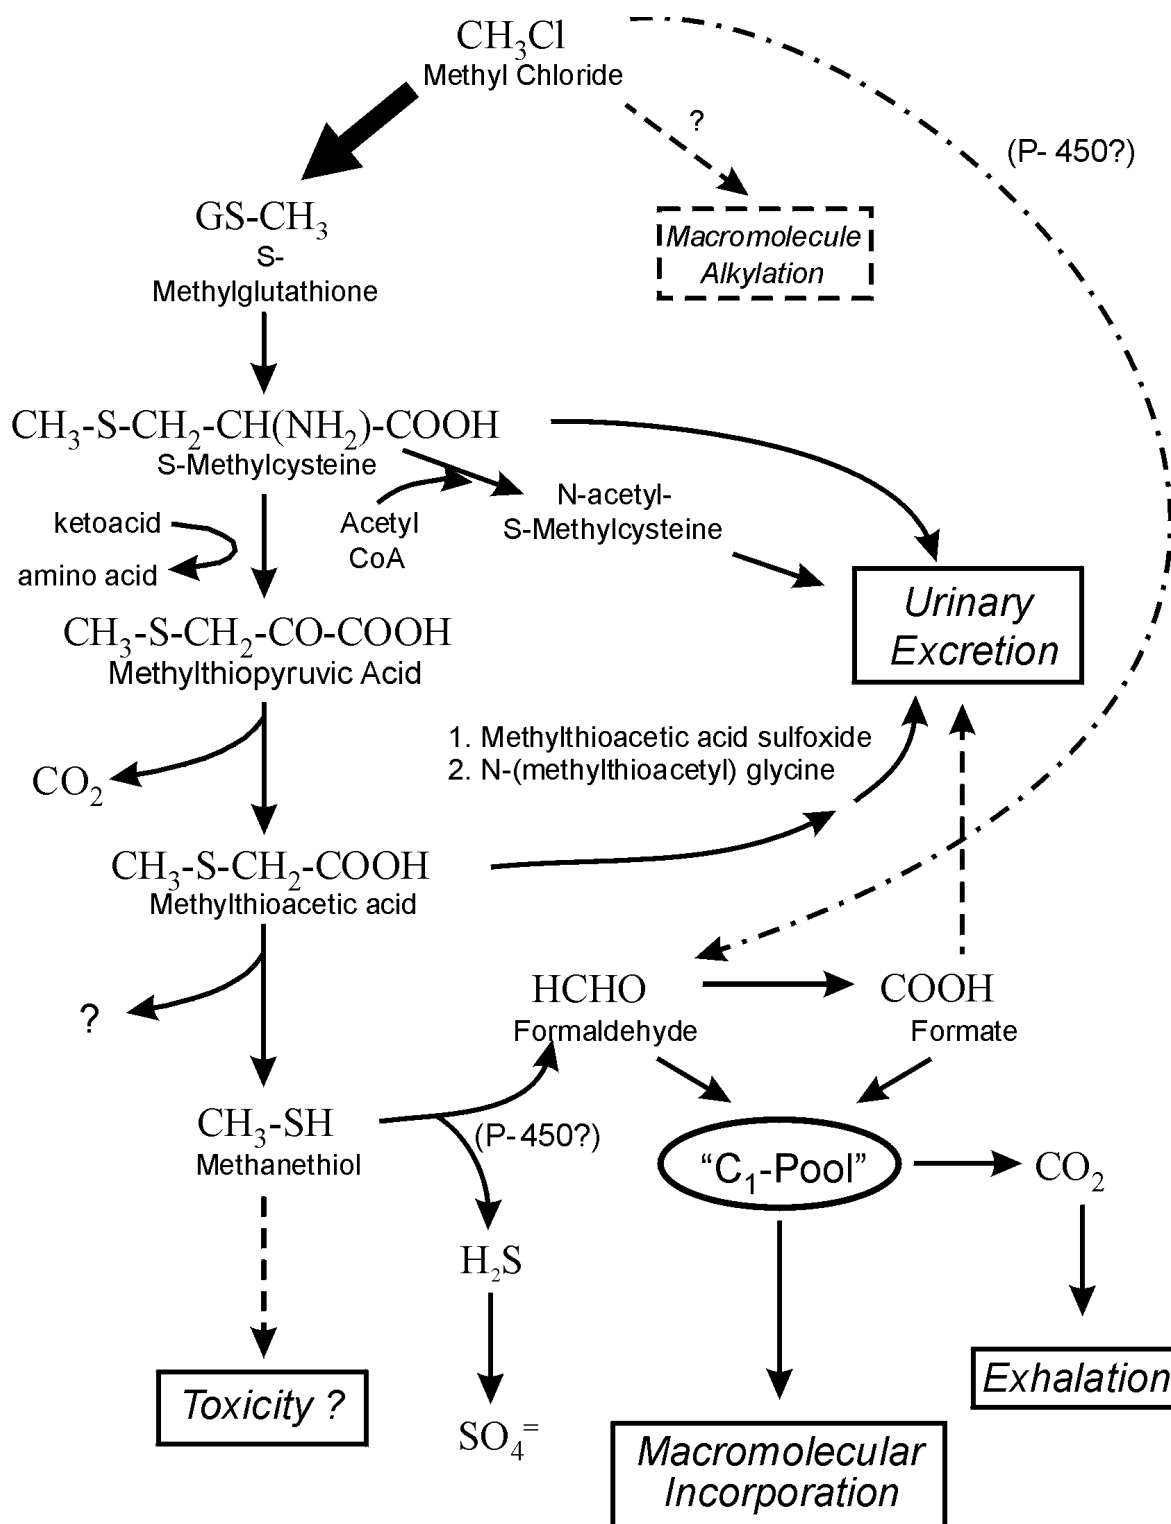 CH₃Cl
Methyl Chloride
?
(P- 450?)
GS-CH₃
S-
Methylglutathione
Macromolecule
Alkylation
CH₃-S-CH₂-CH(NH₂)-COOH
S-Methylcysteine
ketoacid
amino acid
Acetyl
CoA
N-acetyl-
S-Methylcysteine
Urinary
Excretion
CH₃-S-CH₂-CO-COOH
Methylthiopyruvic Acid
CO₂
1. Methylthioacetic acid sulfoxide
2. N-(methylthioacetyl) glycine
CH₃-S-CH₂-COOH
Methylthioacetic acid
?
HCHO
Formaldehyde
COOH
Formate
CH₃-SH
Methanethiol
(P-450?)
“C₁-Pool”
CO₂
H₂S
Toxicity ?
SO₄⁼
Exhalation
Macromolecular
Incorporation